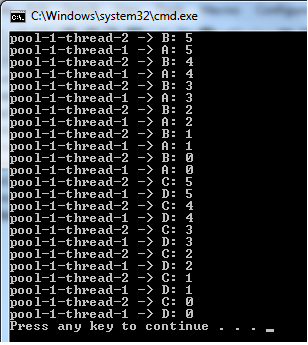 C:\Windows\system32\cmd.exe
pool-1-thread-2 -> B: 5
pool-1-thread-1 -> A: 5
pool-1-thread-2 -> B: 4
pool-1-thread-1 -> A: 4
pool-1-thread-2 -> B: 3
pool-1-thread-1 -> A: 3
pool-1-thread-2 -> B: 2
pool-1-thread-1 -> A: 2
pool-1-thread-2 -> B: 1
pool-1-thread-1 -> A: 1
pool-1-thread-2 -> B: 0
pool-1-thread-1 -> A: 0
pool-1-thread-2 -> C: 5
pool-1-thread-1 -> D: 5
pool-1-thread-2 -> C: 4
pool-1-thread-1 -> D: 4
pool-1-thread-2 -> C: 3
pool-1-thread-1 -> D: 3
pool-1-thread-2 -> C: 2
pool-1-thread-1 -> D: 2
pool-1-thread-2 -> C: 1
pool-1-thread-1 -> D: 1
pool-1-thread-2 -> C: 0
pool-1-thread-1 -> D: 0
Press any key to continue . . . _